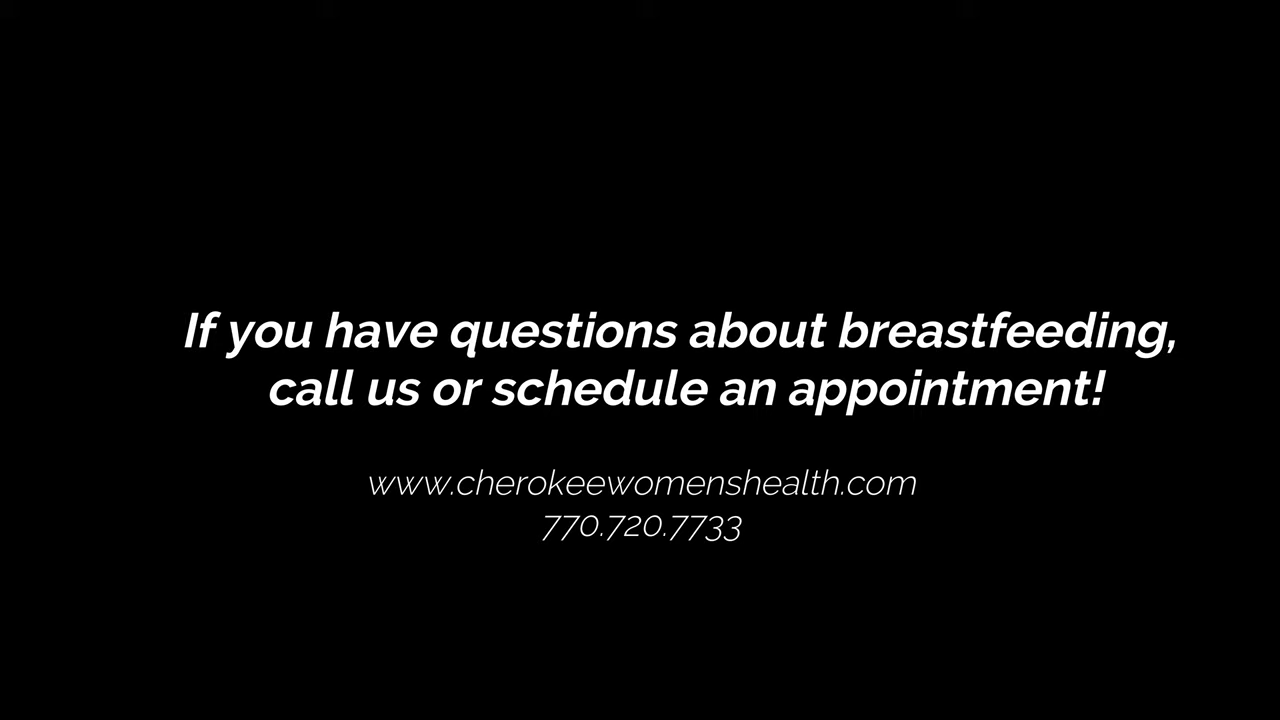 If you have questions about breastfeeding,
call us or schedule an appointment!
www.cherokeewomenshealth.com
770.720.7733